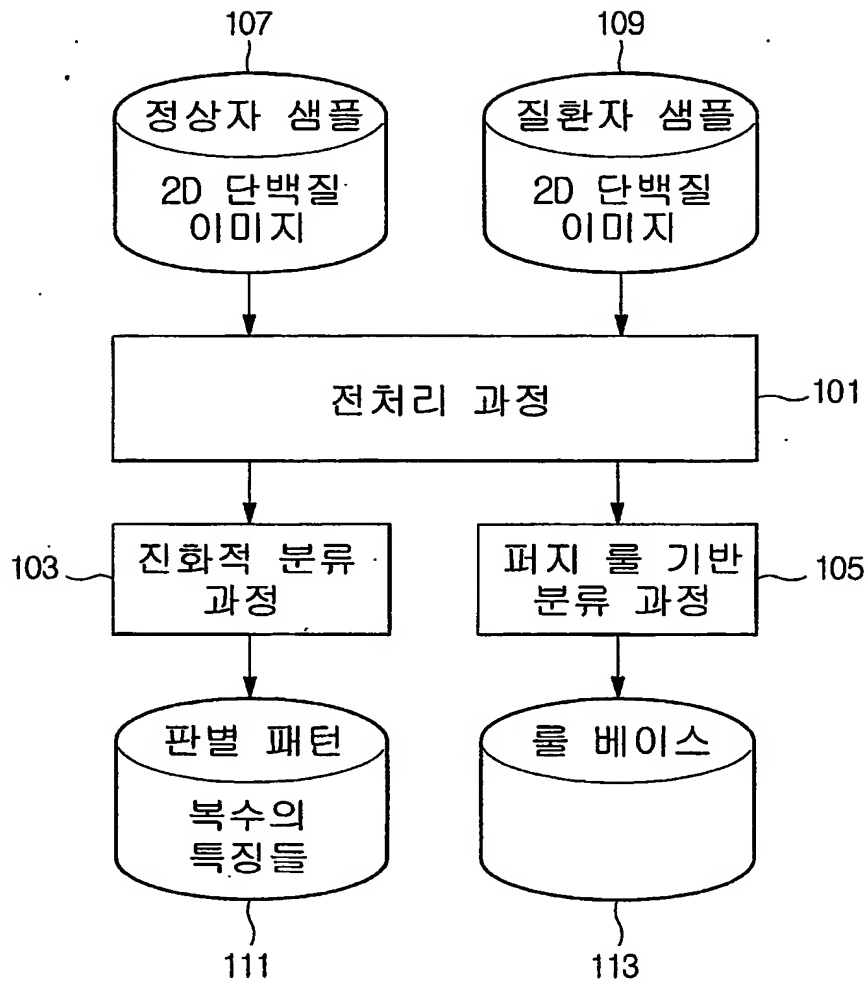 107
109
정상자 샘플
질환자 샘플
2D 단백질
이미지
2D 단백질
이미지
전처리 과정
101
103
진화적 분류
과정
퍼지 룰 기반
분류 과정
105
판별 패턴
룰 베이스
복수의
특징들
111
113